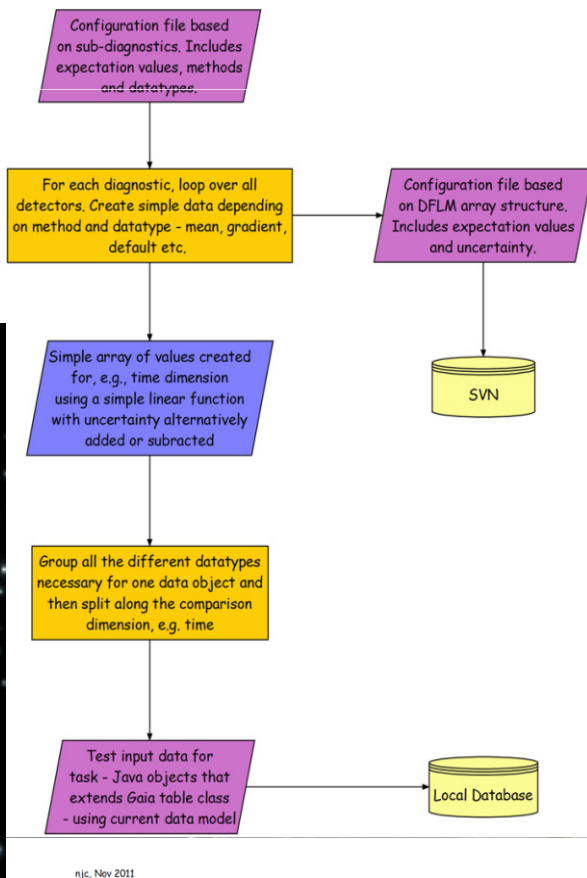 Configuration file based
on sub-diagnostics. Includes
expectation values, methods
and datatypes.
For each diagnostic, loop over all
detectors. Create simple data depending
on method and datatype - mean, gradient,
default etc.
Configuration file based
on DFLM array structure.
Includes expectation values
and uncertainty.
Simple array of values created
for, e.g., time dimension
using a simple linear function
with uncertainty alternatively
added or subracted
SVN
Group all the different datatypes
necessary for one data object and
then split along the comparison
dimension, e.g. time
Test input data for
task - Java objects that
extends Gaia table class
- using current data model
Local Database
njc, Nov 2011